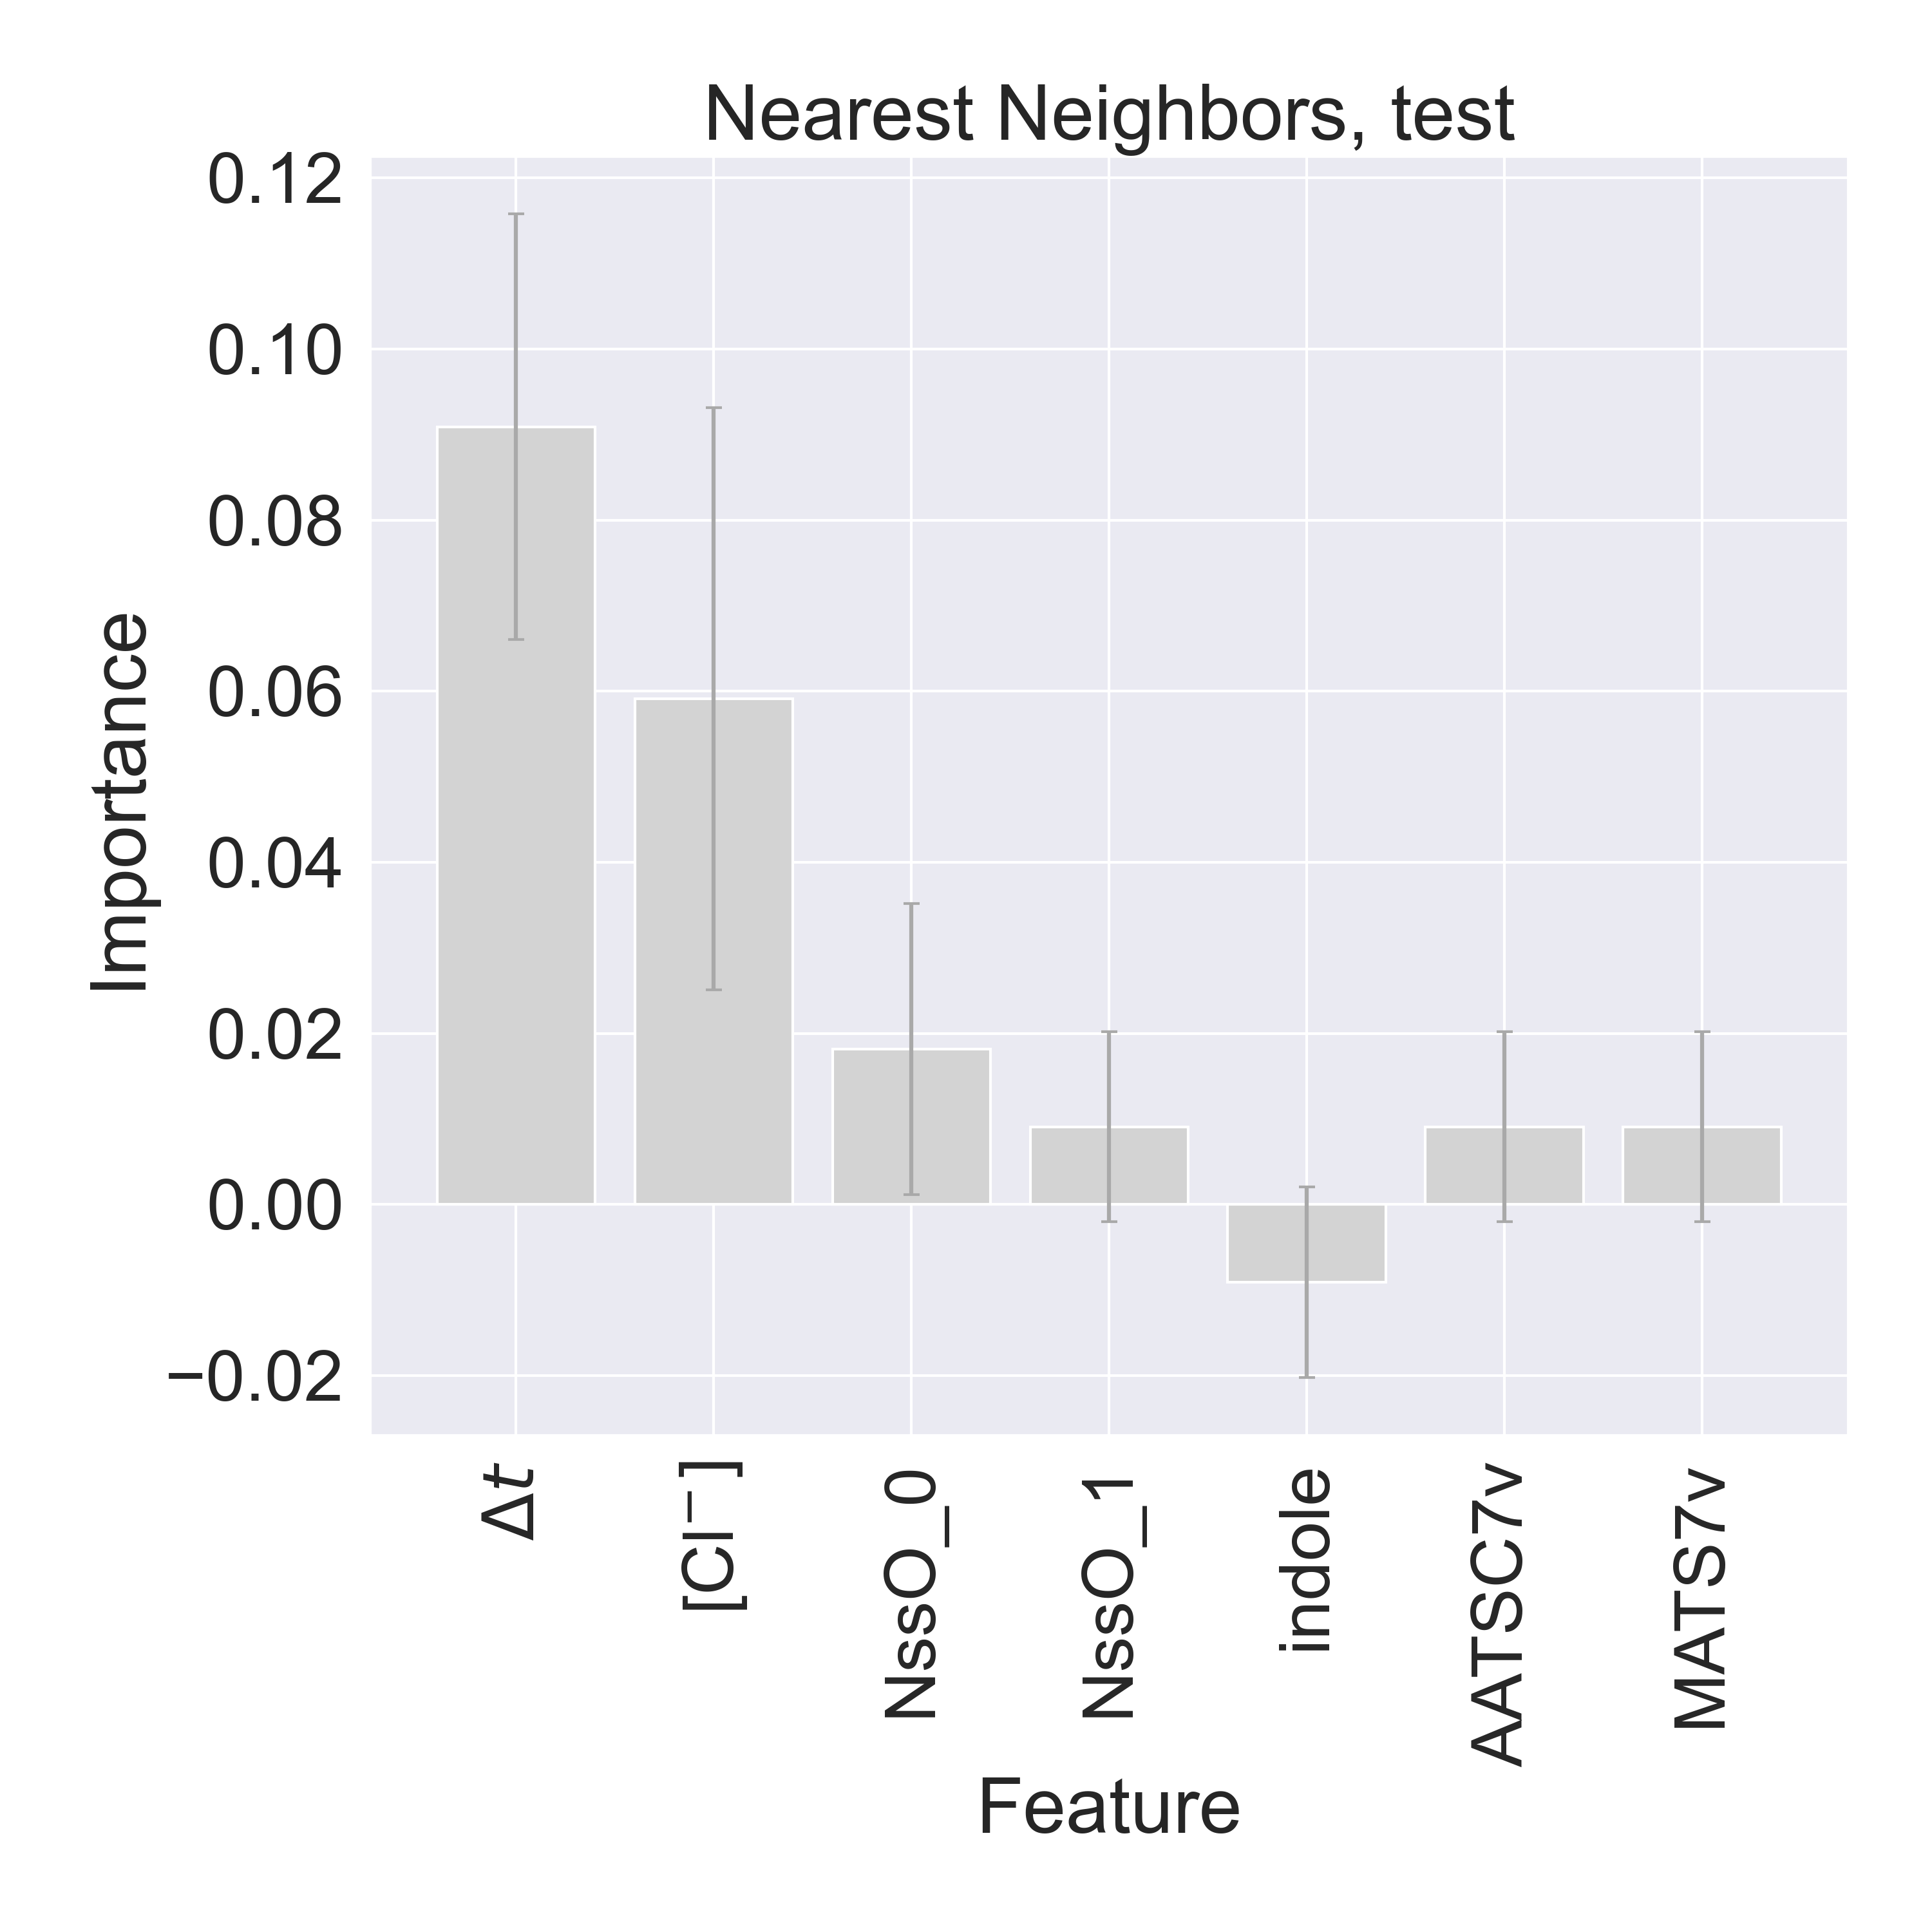 Nearest Neighbors, test
0.12
0.10
0.08
0.06
0.04
0.02
0.00
−0.02
Importance
Δt
[Cl⁻]
NssO_0
NssO_1
indole
AATSC7v
MATS7v
Feature